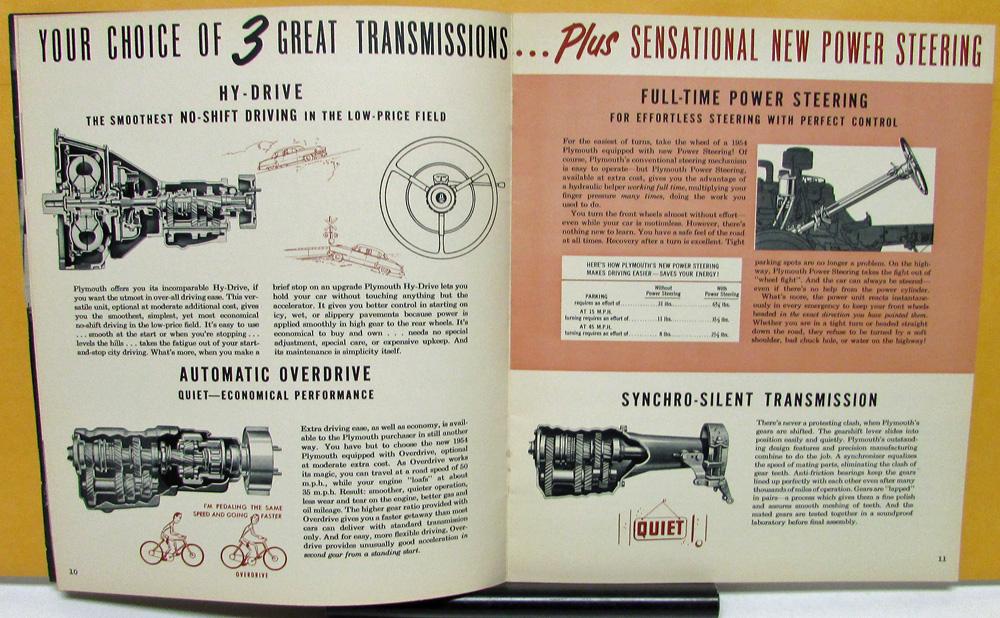 YOUR CHOICE OF 3 GREAT TRANSMISSIONS
HY-DRIVE
THE SMOOTHEST NO-SHIFT DRIVING IN THE LOW-PRICE FIELD
Plymouth offers you its incomparable Hy-Drive, if
you want the utmost in over-all driving ease. This ver-
satile unit, optional at moderate additional cost, gives
you the smoothest, simplest, yet most economical
no-shift driving in the low-price field. It's easy to use
. . . smooth at the start or when you're stopping . . .
levels the hills . . . takes the fatigue out of your start-
and-stop city driving. What's more, when you make a
brief stop on an upgrade Plymouth Hy-Drive lets you
hold your car without touching anything but the
accelerator. It gives you better control in starting on
icy, wet, or slippery pavements because power is
applied smoothly in high gear to the rear wheels. It's
economical to buy and own . . . needs no special
adjustment, special care, or expensive upkeep. And
its maintenance is simplicity itself.
AUTOMATIC OVERDRIVE
QUIET—ECONOMICAL PERFORMANCE
Extra driving ease, as well as economy, is avail-
able to the Plymouth purchaser in still another
way. You have but to choose the new 1954
Plymouth equipped with Overdrive, optional
at moderate extra cost. As Overdrive works
its magic, you can travel at a road speed of 50
m.p.h., while your engine "loafs" at about
35 m.p.h. Result: smoother, quieter operation,
less wear and tear on the engine, better gas and
oil mileage. The higher gear ratio provided with
Overdrive gives you a faster getaway than most
cars can deliver with standard transmission
only. And for easy, more flexible driving, Over-
drive provides unusually good acceleration in
second gear from a standing start.
I'M PEDALING THE SAME
SPEED AND GOING FASTER
OVERDRIVE
10
...Plus SENSATIONAL NEW POWER STEERING
FULL-TIME POWER STEERING
FOR EFFORTLESS STEERING WITH PERFECT CONTROL
For the easiest of turns, take the wheel of a 1954
Plymouth equipped with new Power Steering! Of
course, Plymouth's conventional steering mechanism
is easy to operate—but Plymouth Power Steering,
available at extra cost, gives you the advantage of
a hydraulic helper working full time, multiplying your
finger pressure many times, doing the work you
used to do.
You turn the front wheels almost without effort—
even while your car is motionless. However, there's
nothing new to learn. You have a safe feel of the road
at all times. Recovery after a turn is excellent. Tight
HERE'S HOW PLYMOUTH'S NEW POWER STEERING
MAKES DRIVING EASIER—SAVES YOUR ENERGY!
Without Power Steering With Power Steering
PARKING
requires an effort of
AT 15 M.P.H.
turning requires an effort of 11 lbs.
AT 45 M.P.H.
turning requires an effort of 8 lbs.
parking spots are no longer a problem. On the high-
way, Plymouth Power Steering takes the fight out of
"wheel fight". And the car can always be steered—
even if there's no help from the power cylinder.
What's more, the power unit reacts instantane-
ously in every emergency to keep your front wheels
headed in the exact direction you have pointed them.
Whether you are in a tight turn or headed straight
down the road, they refuse to be turned by a soft
shoulder, bad chuck hole, or water on the highway!
SYNCHRO-SILENT TRANSMISSION
There's never a protesting clash, when Plymouth's
gears are shifted. The gearshift lever slides into
position easily and quietly. Plymouth's outstand-
ing design features and precision manufacturing
combine to do the job. A synchronizer equalizes
the speed of mating parts, eliminating the clash of
gear teeth. Anti-friction bearings keep the gears
lined up perfectly with each other even after many
thousands of miles of operation. Gears are "lapped"
in pairs—a process which gives them a fine polish
and assures smooth meshing of teeth. And the
mated gears are tested together in a soundproof
laboratory before final assembly.
QUIET
11